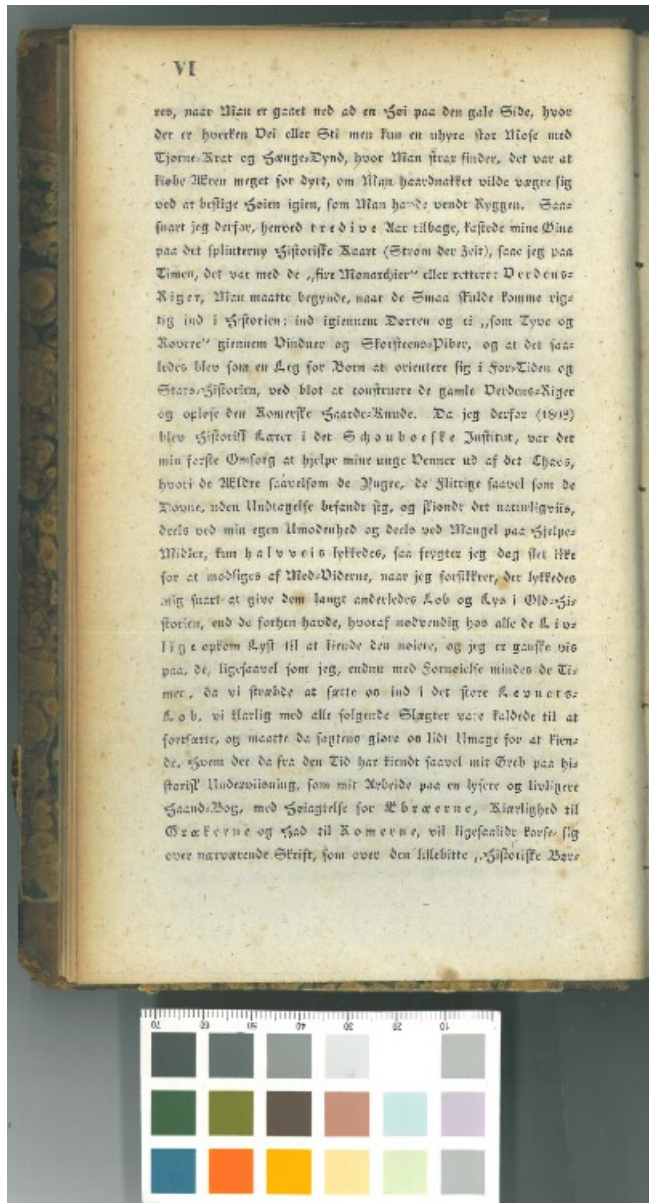 VI
res, naar Man er gaaet ned ad en Høi paa den gale Side, hvor
der er hverken Vei eller Sti men kun en uhyre stor Mose med
Tjørne-Krat og Hænge-Dynd, hvor Man strax finder, det var at
kiøbe Æren meget for dyrt, om Man haardnakket vilde vægre sig
ved at bestige Høien igien, som Man havde vendt Ryggen. Saa-
snart jeg derfor, henved tredive Aar tilbage, kastede mine Øine
paa det splinterny Historiske Kaart (Strom der Zeit), saae jeg paa
Timen, det var med de „fire Monarchier“ eller rettere: Verdens-
Riger, Man maatte begynde, naar de Smaa skulde komme rig-
tig ind i Historien: ind igiennem Dørren og ei „som Tyve og
Røvere“ giennem Vinduer og Skorsteens-Piber, og at det saa-
ledes blev som en Leg for Børn at orientere sig i For-Tiden og
Stats-Historien, ved blot at construere de gamle Verdens-Riger
og opløse den Romerske Haarde-Knude. Da jeg derfor (1808)
blev Historisk Lærer i det Schouboeske Institut, var det
min første Omsorg at hjelpe mine unge Venner ud af det Chaos,
hvori de Ældre saavelsom de Yngre, de Flittige saavel som de
Dovne, uden Undtagelse befandt sig, og skiøndt det naturligviis,
deels ved min egen Umodenhed og deels ved Mangel paa Hjelpe-
Midler, kun halvveis lykkedes, saa frygter jeg dog slet ikke
for at modsiges af Med-Viderne, naar jeg forsikkrer, det lykkedes
mig snart at give dem langt anderledes Løb og Lys i Old-Hi-
storien, end de forhen havde, hvoraf nødvendig hos alle de Liv-
lige opkom Lyst til at kiende den nøiere, og jeg er ganske vis
paa, de, ligesaavel som jeg, endnu med Fornøielse mindes de Ti-
mer, da vi stræbde at sætte os ind i det store Levnets-
Løb, vi klarlig med alle følgende Slægter vare kaldede til at
fortsætte, og maatte da sagtens giøre os lidt Umage for at kien-
de. Hvem der da fra den Tid har kiendt saavel mit Greb paa hi-
storisk Underviisning, som mit Arbeide paa en lysere og livligere
Haand-Bog, med Høiagtelse for Ebræerne, Kiærlighed til
Grækerne og Had til Romerne, vil ligesaalidt korse sig
over nærværende Skrift, som over den lillebitte „Historiske Bør-